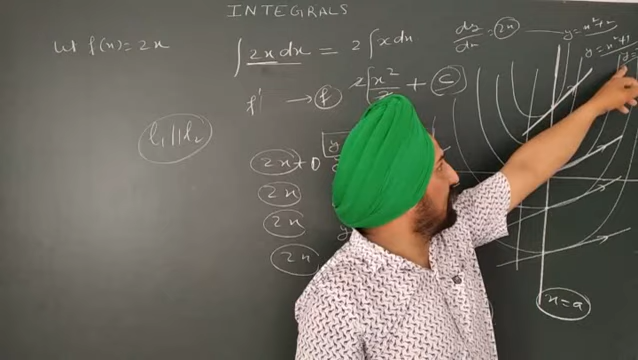 INTEGRALS
Let f(x) = 2x
∫2x dx = 2∫x dx
f' → f
2[x²/2 + C
l₁ || l₂
2x + 0
2x
2x
2x
dy/dx = 2x
y = x² + 2
y = x² + 1
y =
x = a